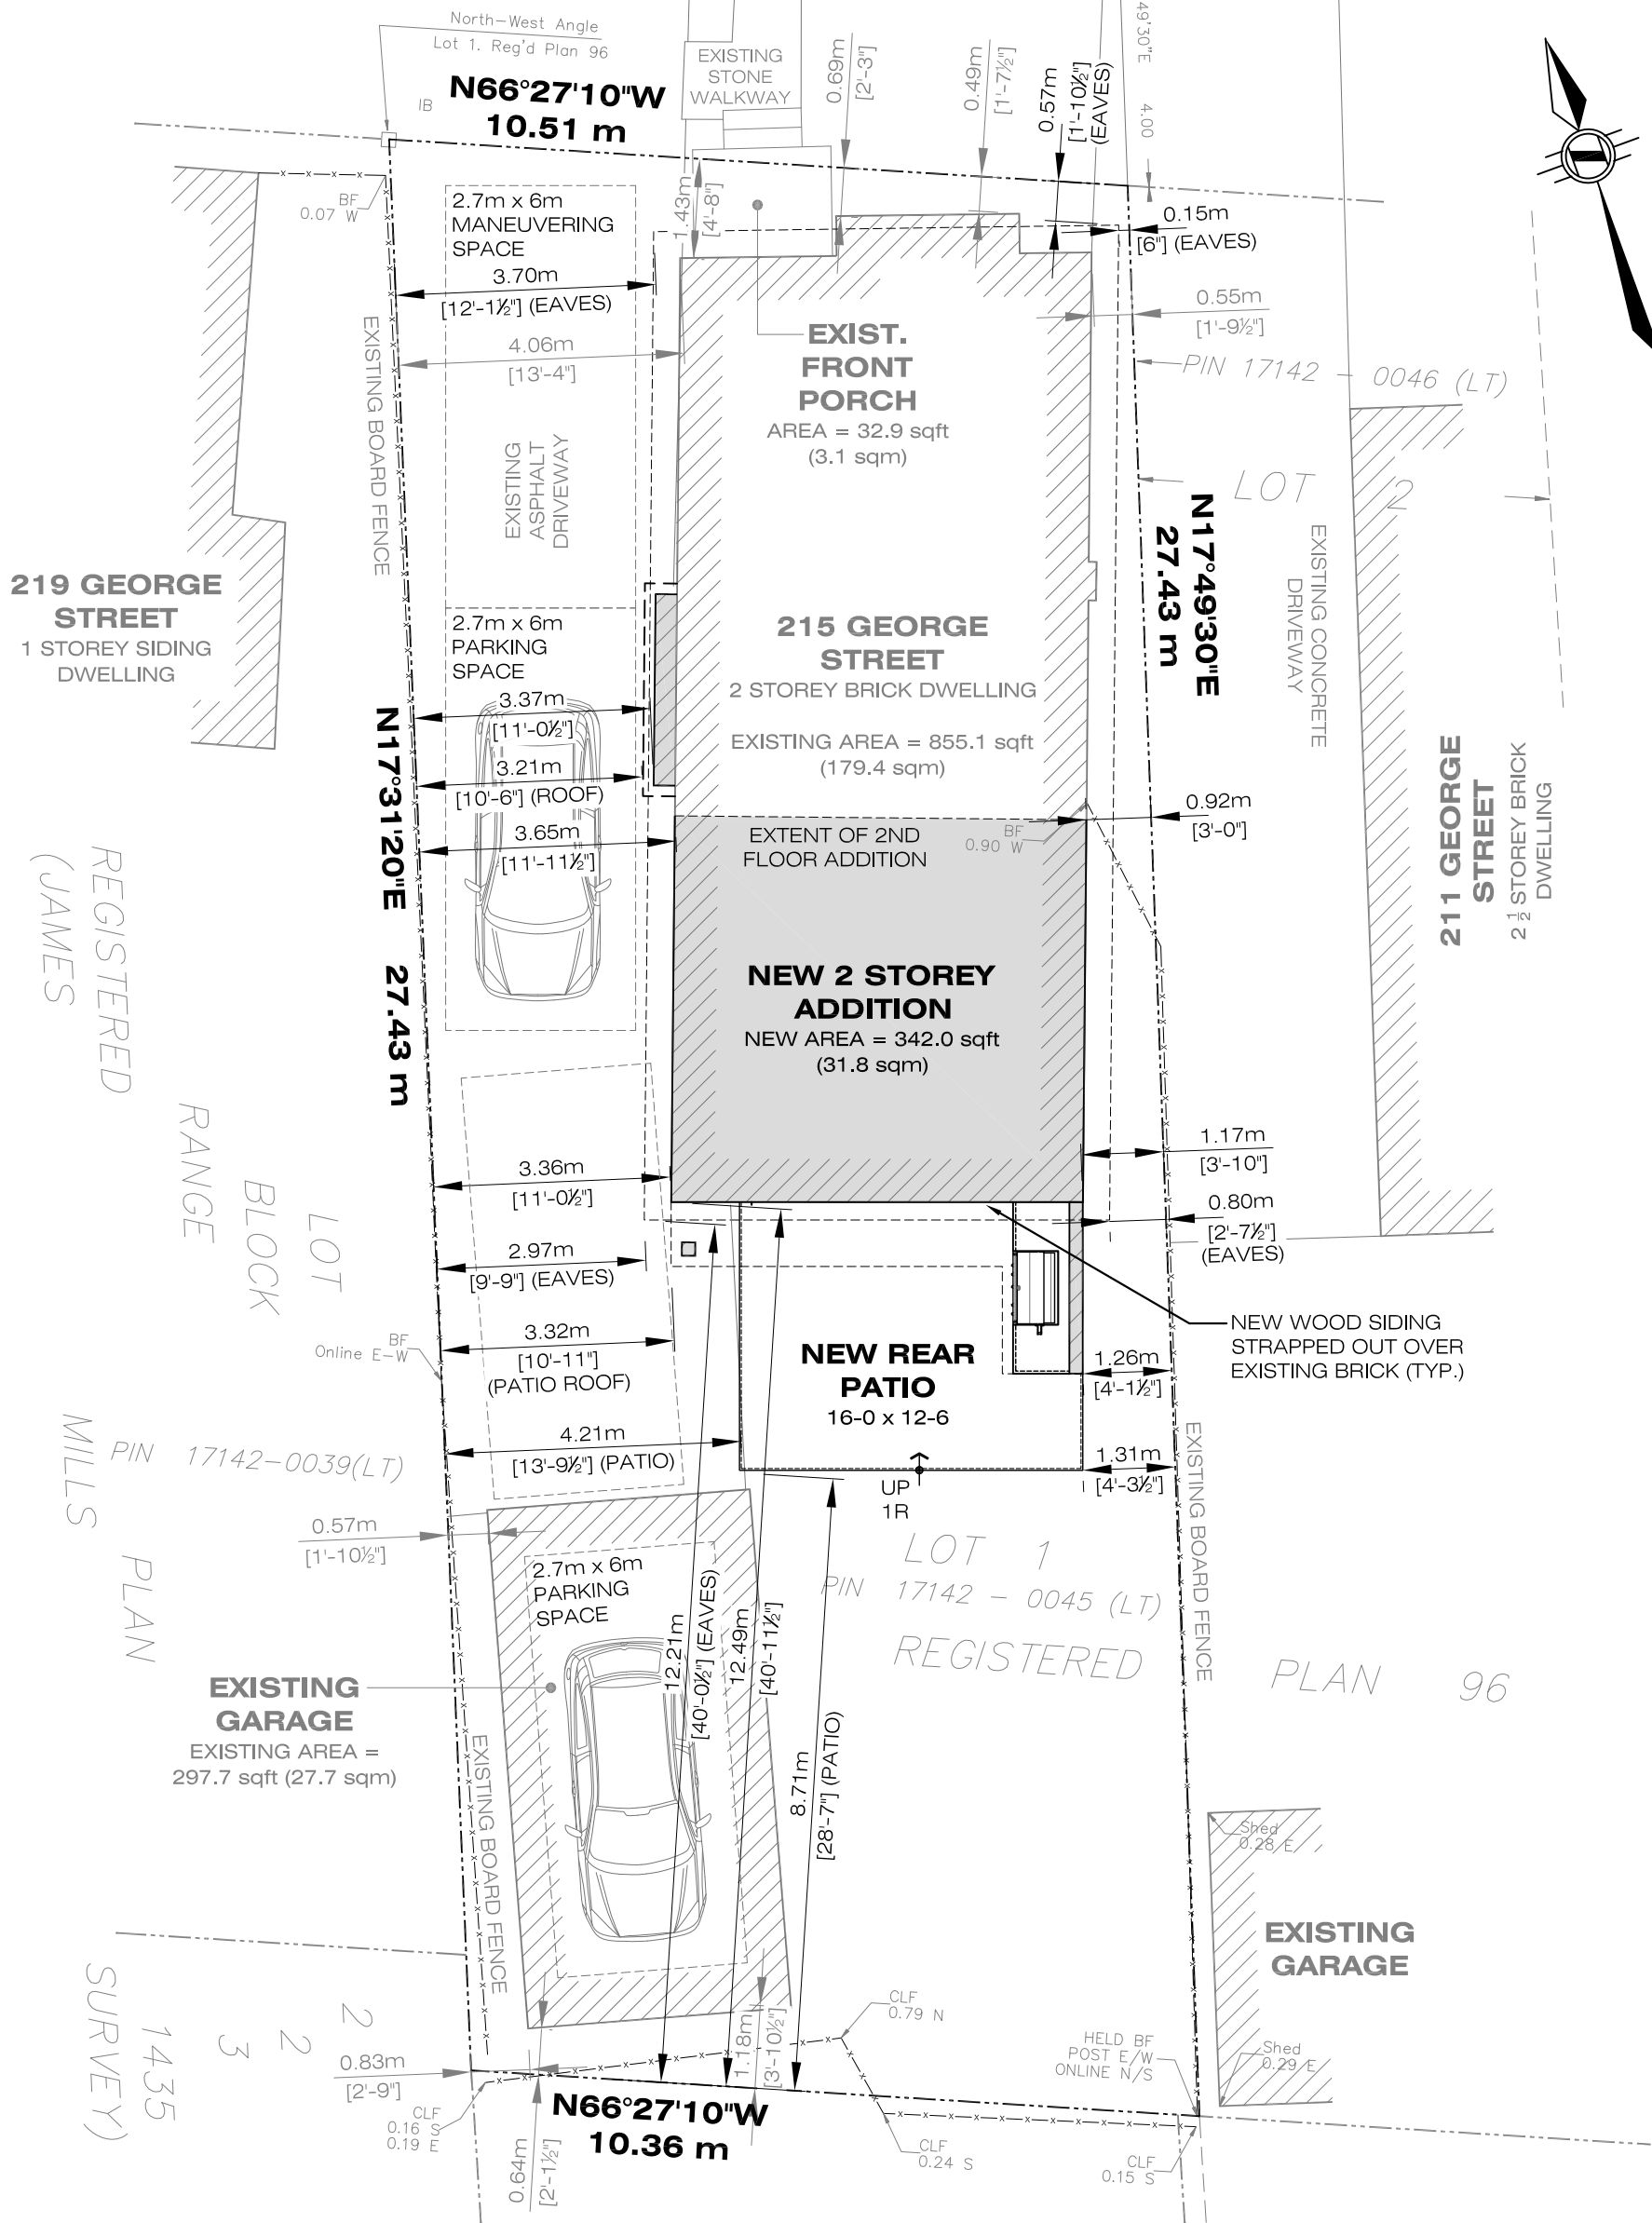 North-West Angle
Lot 1. Reg'd Plan 96
IB
N66°27'10"W
10.51 m
EXISTING
STONE
WALKWAY
0.69m
[2'-3"]
0.49m
[1'-7½"]
0.57m
[1'-10½"]
(EAVES)
49'30"E
4.00
BF
0.07 W
2.7m x 6m
MANEUVERING
SPACE
1.43m
[4'-8"]
0.15m
[6"] (EAVES)
3.70m
[12'-1½"] (EAVES)
0.55m
[1'-9½"]
4.06m
[13'-4"]
EXIST.
FRONT
PORCH
AREA = 32.9 sqft
(3.1 sqm)
PIN 17142 - 0046 (LT)
EXISTING BOARD FENCE
EXISTING
ASPHALT
DRIVEWAY
LOT 2
N17°49'30"E
27.43 m
EXISTING CONCRETE
DRIVEWAY
219 GEORGE
STREET
1 STOREY SIDING
DWELLING
2.7m x 6m
PARKING
SPACE
215 GEORGE
STREET
2 STOREY BRICK DWELLING
EXISTING AREA = 855.1 sqft
(179.4 sqm)
3.37m
[11'-0½"]
3.21m
[10'-6"] (ROOF)
3.65m
[11'-11½"]
N17°31'20"E 27.43 m
EXTENT OF 2ND
FLOOR ADDITION
BF
0.90 W
0.92m
[3'-0"]
211 GEORGE
STREET
2 ½ STOREY BRICK
DWELLING
REGISTERED
(JAMES
NEW 2 STOREY
ADDITION
NEW AREA = 342.0 sqft
(31.8 sqm)
RANGE
BLOCK
LOT
3.36m
[11'-0½"]
1.17m
[3'-10"]
0.80m
[2'-7½"]
(EAVES)
2.97m
[9'-9"] (EAVES)
BF
Online E-W
3.32m
[10'-11"]
(PATIO ROOF)
NEW REAR
PATIO
16-0 x 12-6
1.26m
[4'-1½"]
NEW WOOD SIDING
STRAPPED OUT OVER
EXISTING BRICK (TYP.)
MILLS
PIN 17142-0039(LT)
4.21m
[13'-9½"] (PATIO)
UP
1R
1.31m
[4'-3½"]
EXISTING BOARD FENCE
0.57m
[1'-10½"]
PLAN
2.7m x 6m
PARKING
SPACE
LOT 1
PIN 17142 - 0045 (LT)
REGISTERED PLAN 96
12.21m
[40'-0½"] (EAVES)
12.49m
[40'-11½"]
8.71m
[28'-7"] (PATIO)
EXISTING
GARAGE
EXISTING AREA =
297.7 sqft (27.7 sqm)
EXISTING BOARD FENCE
Shed
0.28 E
EXISTING
GARAGE
SURVEY)
1435
3
2
2
CLF
0.79 N
1.18m
[3'-10½"]
HELD BF
POST E/W
ONLINE N/S
Shed
0.29 E
0.83m
[2'-9"]
CLF
0.16 S
0.19 E
N66°27'10"W
10.36 m
0.64m
[2'-1½"]
CLF
0.24 S
CLF
0.15 S